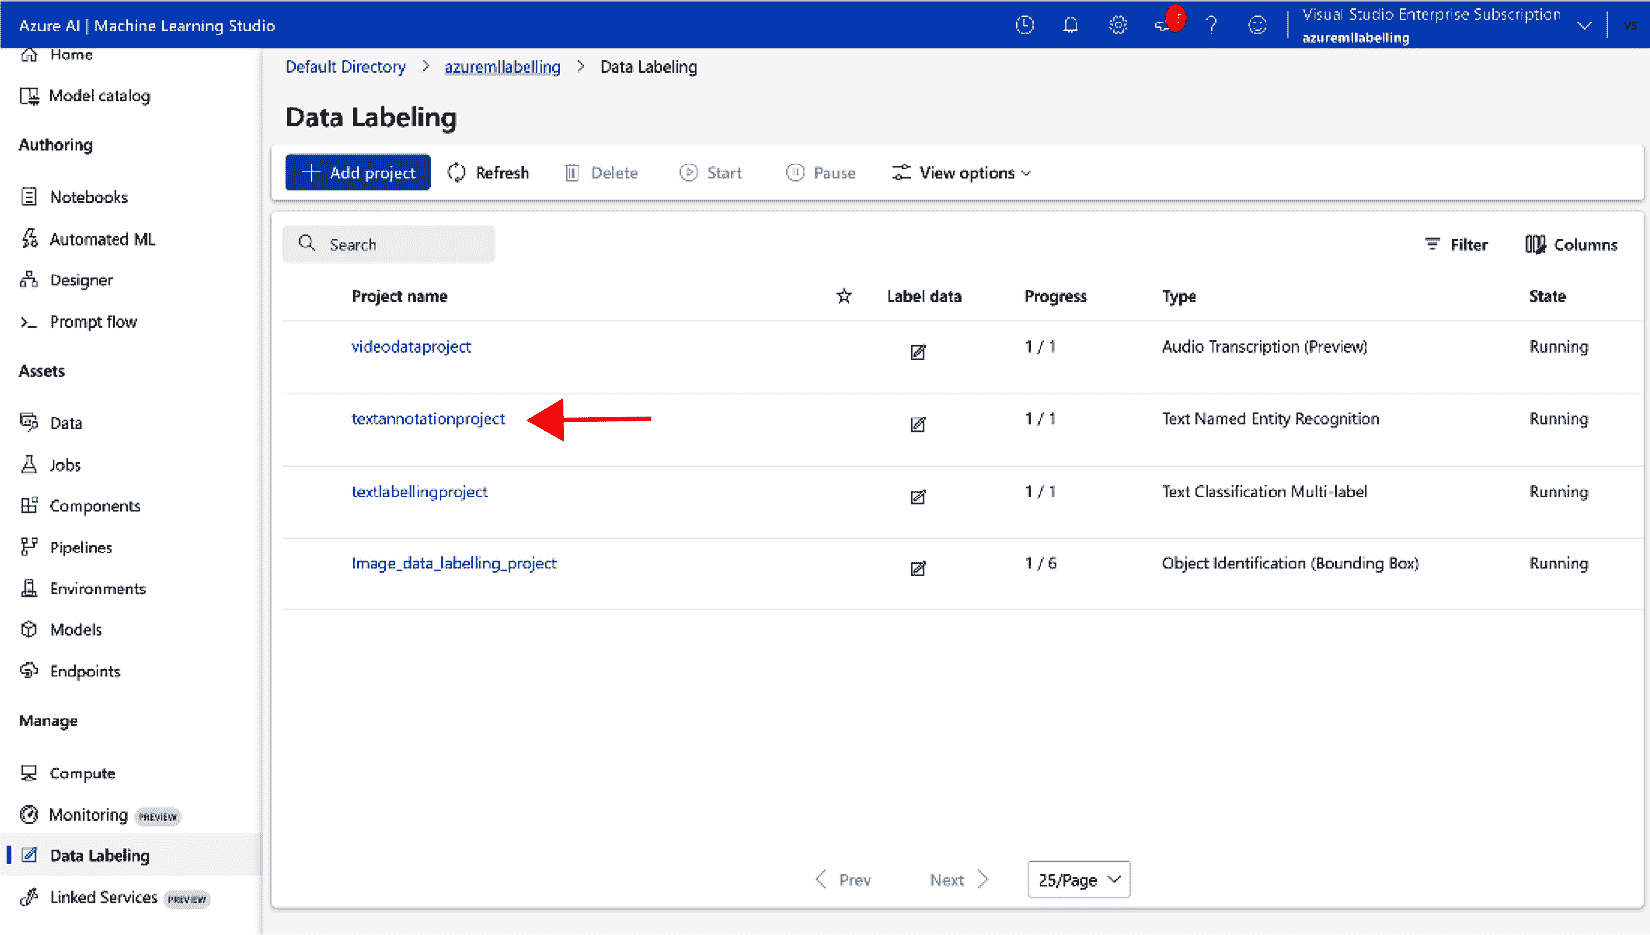 Azure AI | Machine Learning Studio
Visual Studio Enterprise Subscription
azuremllabelling
VS
Home
Model catalog
Authoring
Notebooks
Automated ML
Designer
Prompt flow
Assets
Data
Jobs
Components
Pipelines
Environments
Models
Endpoints
Manage
Compute
Monitoring PREVIEW
Data Labeling
Linked Services PREVIEW
Default Directory > azuremllabelling > Data Labeling
Data Labeling
Add project Refresh Delete Start Pause View options
Search Filter Columns
Project name Label data Progress Type State
videodataproject 1 / 1 Audio Transcription (Preview) Running
textannotationproject 1 / 1 Text Named Entity Recognition Running
textlabellingproject 1 / 1 Text Classification Multi-label Running
Image_data_labelling_project 1 / 6 Object Identification (Bounding Box) Running
Prev Next 25/Page